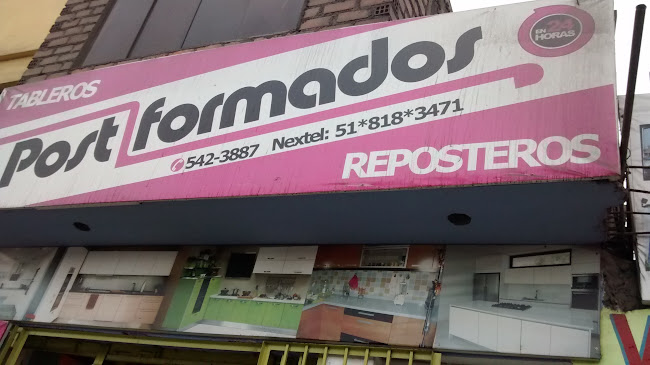 TABLEROS
Post formados
EN 24
HORAS
542-3887 Nextel: 51*818*3471
REPOSTEROS